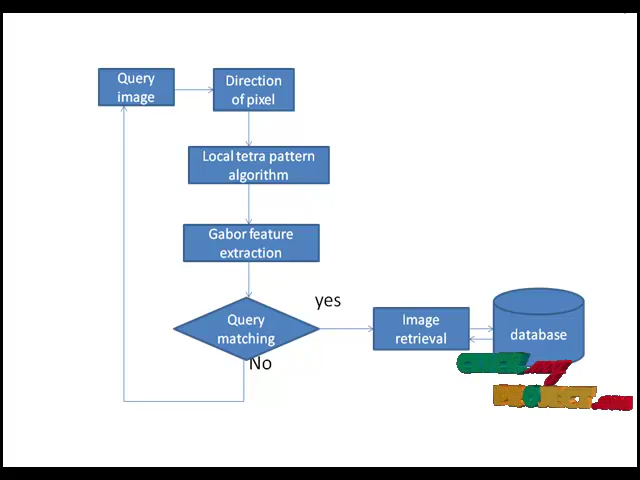 Query
image
Direction
of pixel
Local tetra pattern
algorithm
Gabor feature
extraction
Query
matching
yes
No
Image
retrieval
database